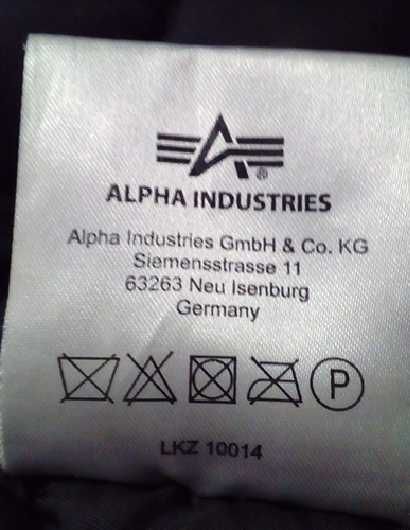 ALPHA INDUSTRIES
Alpha Industries GmbH & Co. KG
Siemensstrasse 11
63263 Neu Isenburg
Germany
P
LKZ 10014